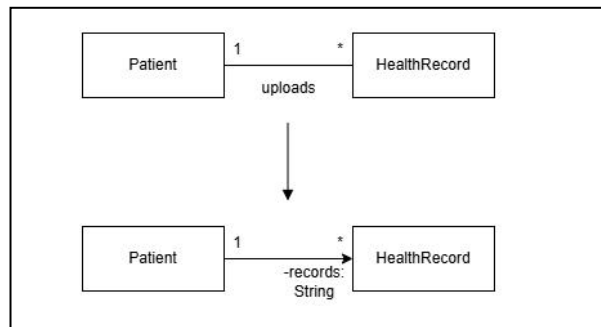 Patient
1
*
HealthRecord
uploads
Patient
1
*
HealthRecord
-records:
String